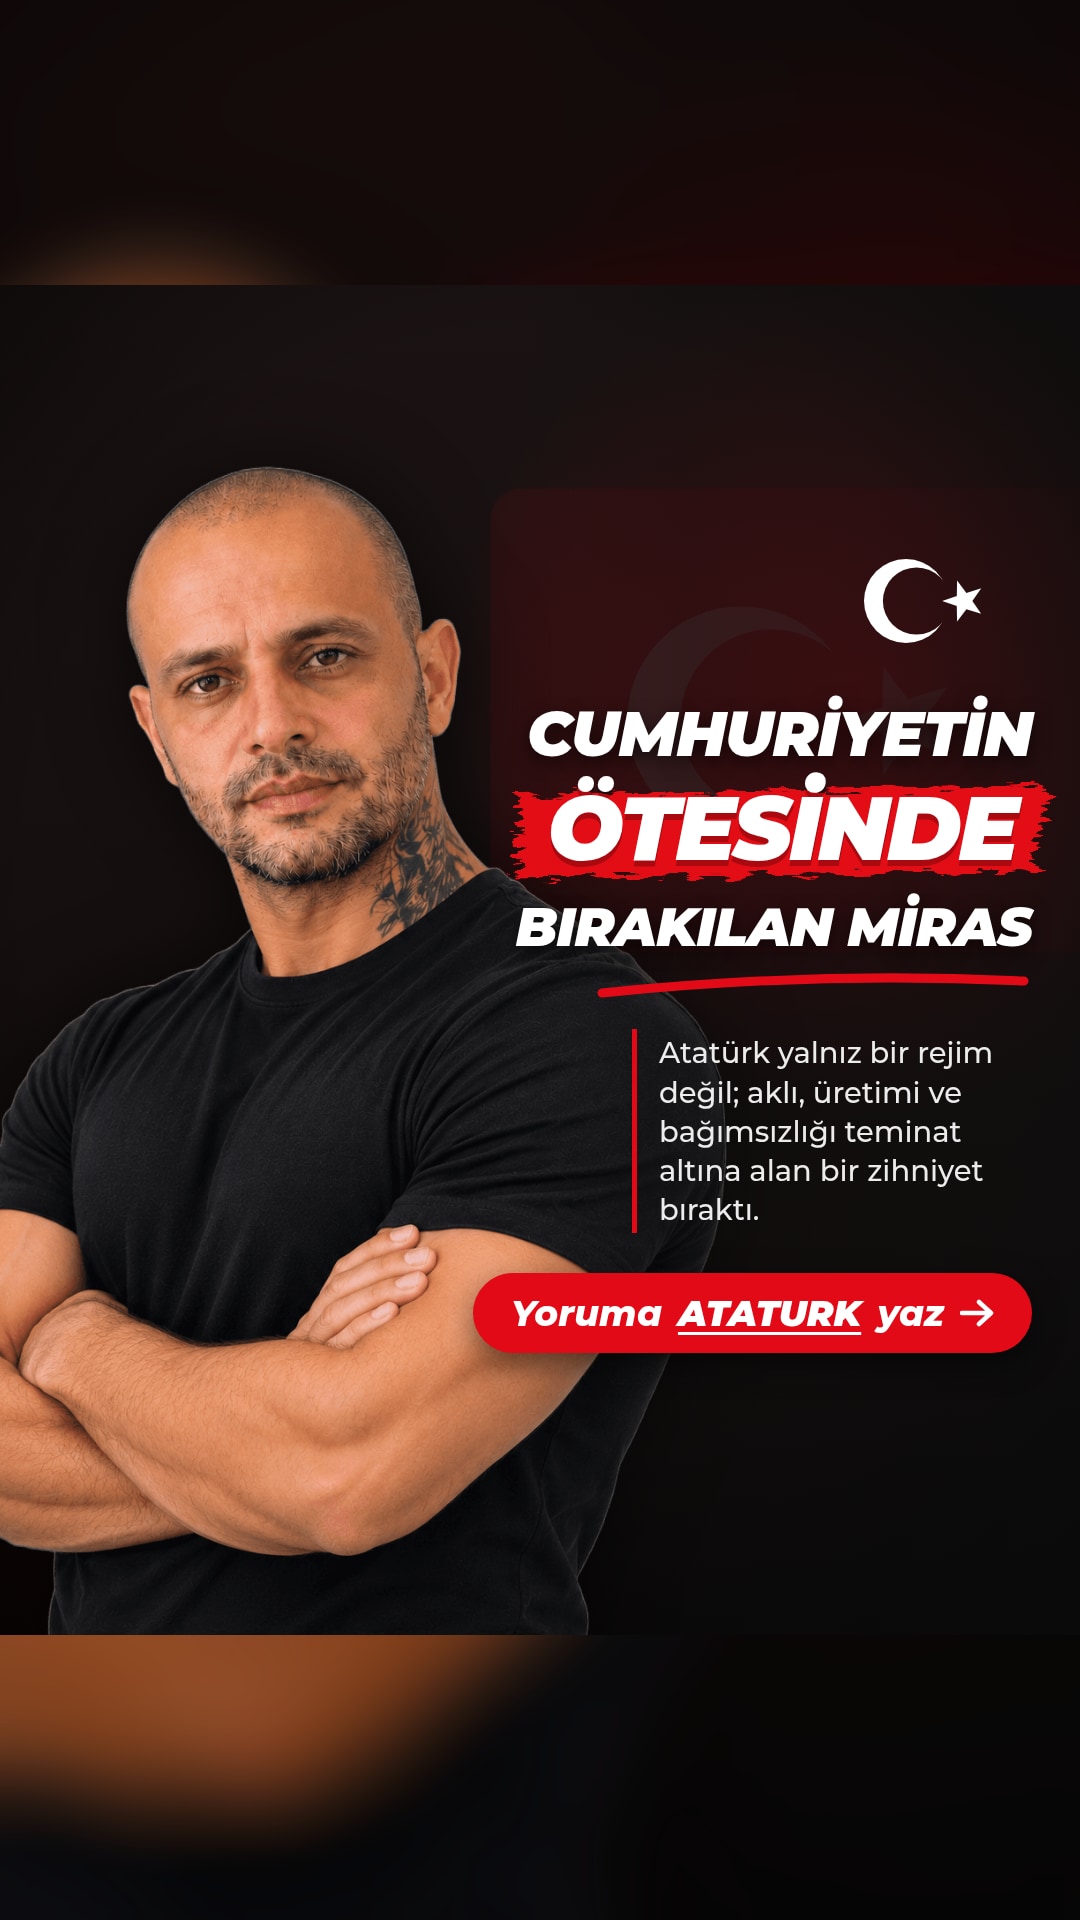 CUMHURİYETİN
ÖTESİNDE
BIRAKILAN MİRAS
Atatürk yalnız bir rejim
değil; aklı, üretimi ve
bağımsızlığı teminat
altına alan bir zihniyet
bıraktı.
Yoruma ATATURK yaz →